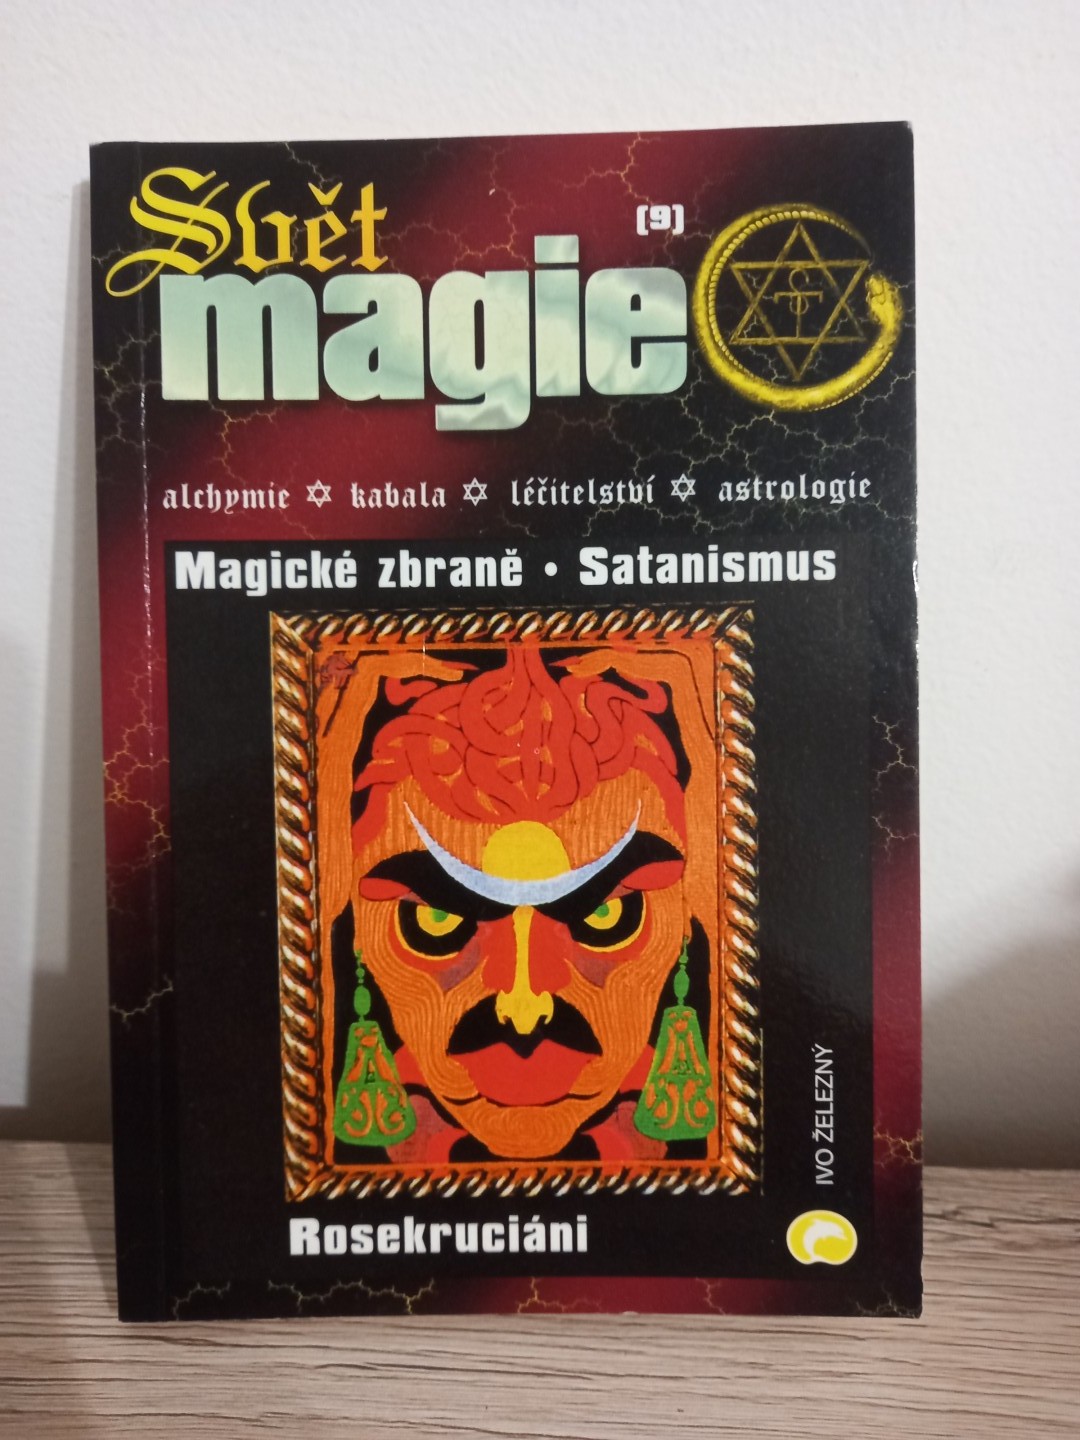 Svět
(9)
magie
alchymie ✡ kabala ✡ léčitelství ✡ astrologie
Magické zbraně • Satanismus
IVO ŽELEZNÝ
Rosekruciáni